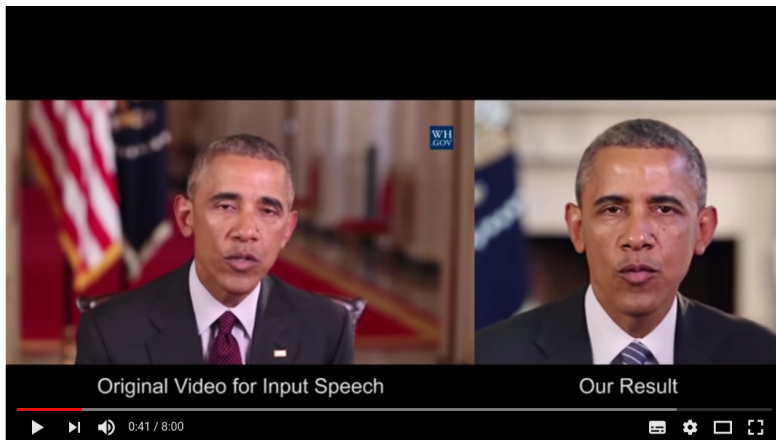 WH
.GOV
Original Video for Input Speech
Our Result
0:41 / 8:00